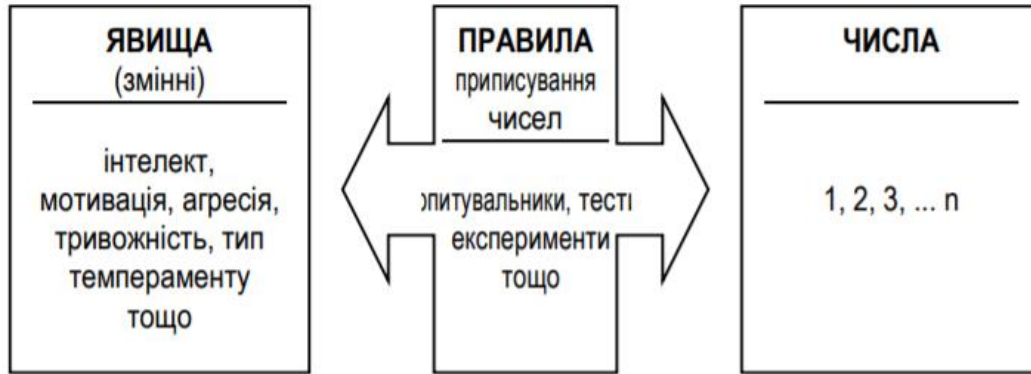 ЯВИЩА
(змінні)
інтелект,
мотивація, агресія,
тривожність, тип
темпераменту
тощо
ПРАВИЛА
приписування
чисел
експерименти
тощо
ЧИСЛА
1, 2, 3, ... n